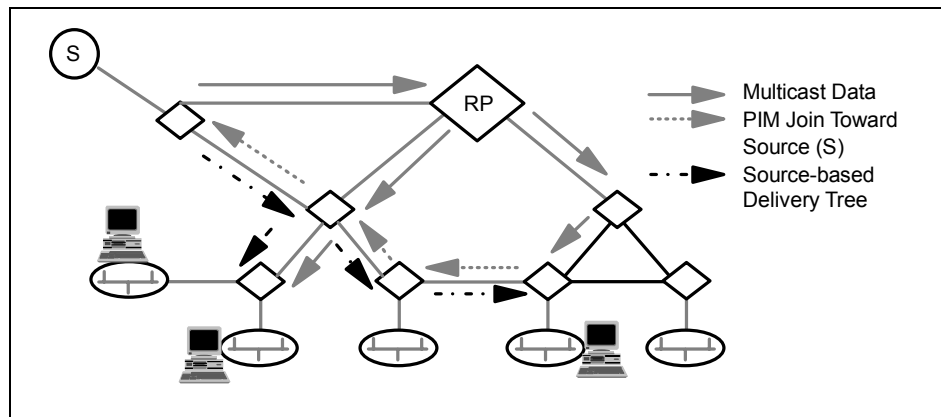 S
RP
Multicast Data
PIM Join Toward
Source (S)
Source-based
Delivery Tree